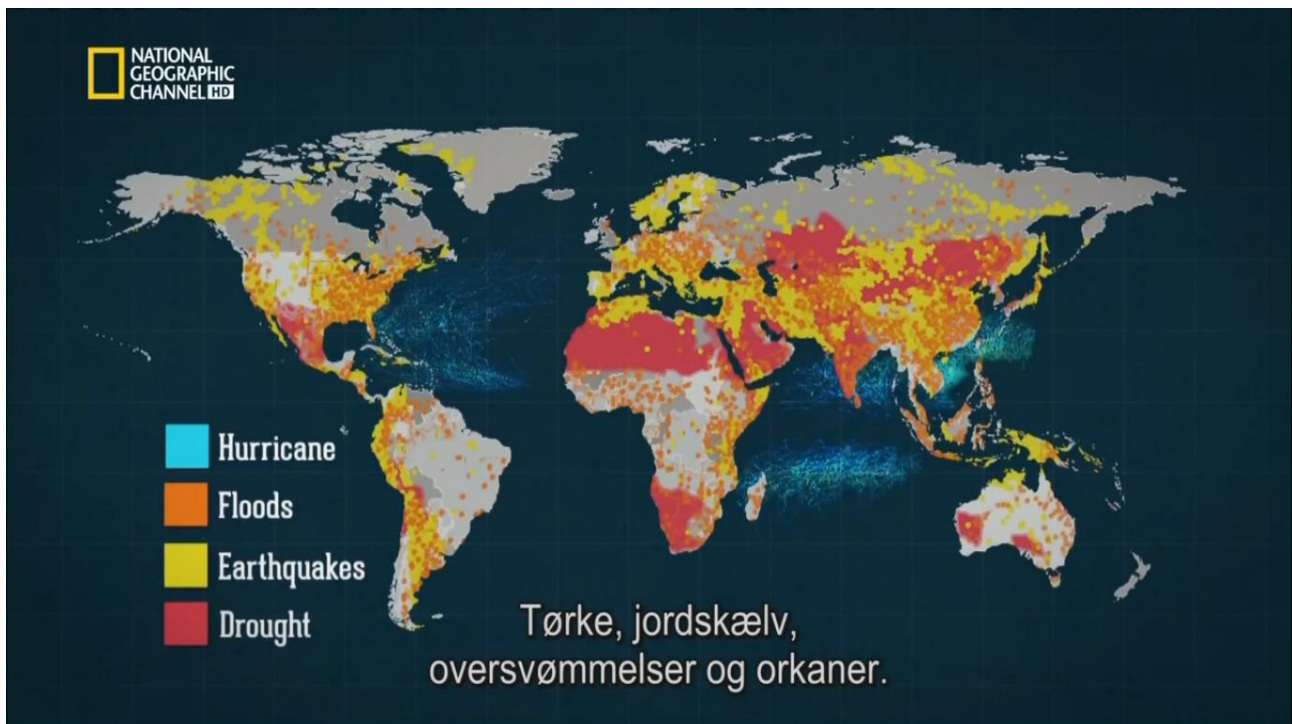 NATIONAL
GEOGRAPHIC
CHANNEL HD
Hurricane
Floods
Earthquakes
Drought
Tørke, jordskælv,
oversvømmelser og orkaner.